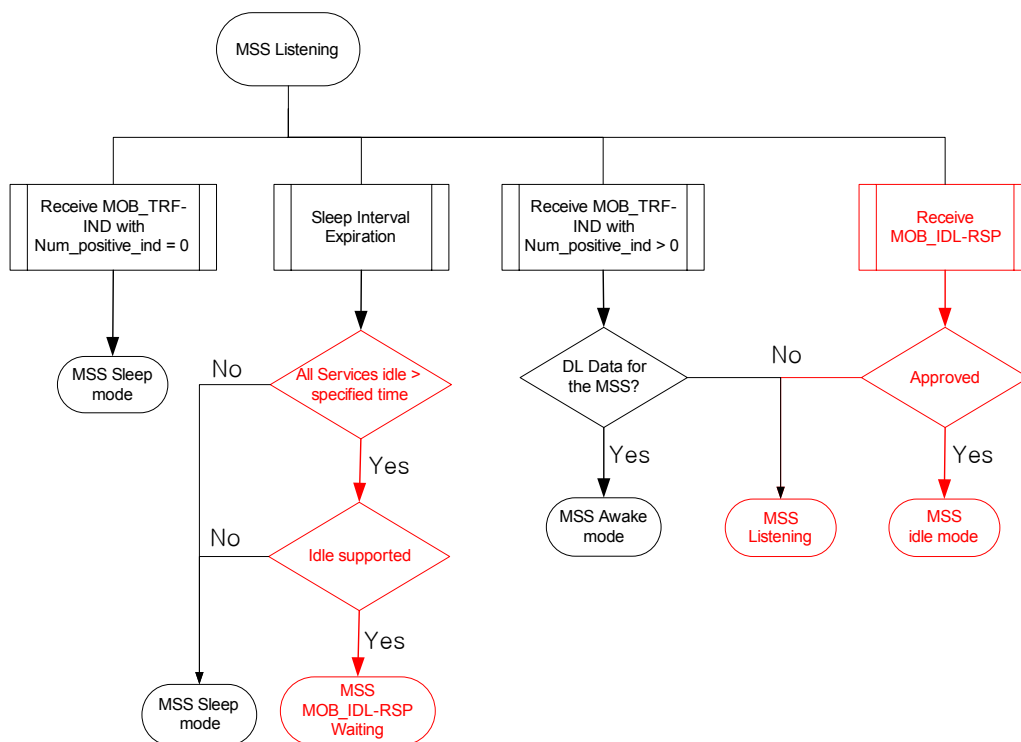 MSS Listening
Receive MOB_TRF-
IND with
Num_positive_ind = 0
Sleep Interval
Expiration
Receive MOB_TRF-
IND with
Num_positive_ind > 0
Receive
MOB_IDL-RSP
MSS Sleep
mode
No
All Services idle >
specified time
DL Data for
the MSS?
No
Approved
Yes
Yes
Yes
MSS Awake
mode
MSS
Listening
MSS
idle mode
No
Idle supported
Yes
MSS Sleep
mode
MSS
MOB_IDL-RSP
Waiting